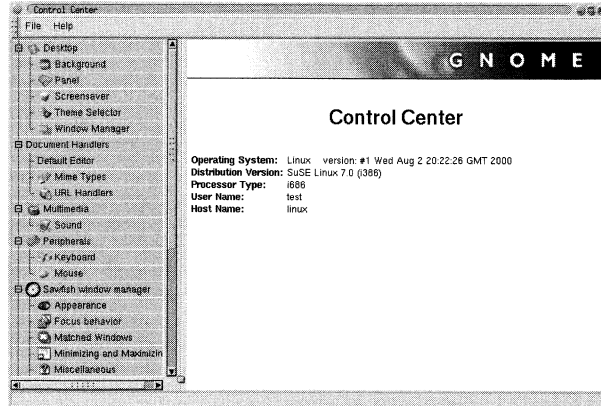 Control Center
File Help
Desktop
Background
Panel
Screensaver
Theme Selector
Window Manager
Document Handlers
Default Editor
Mime Types
URL Handlers
Multimedia
Sound
Peripherals
Keyboard
Mouse
Sawfish window manager
Appearance
Focus behavior
Matched Windows
Minimizing and Maximizin
Miscellaneous
GNOME
Control Center
Operating System: Linux version: #1 Wed Aug 2 20:22:26 GMT 2000
Distribution Version: SuSE Linux 7.0 (i386)
Processor Type: i686
User Name: test
Host Name: linux